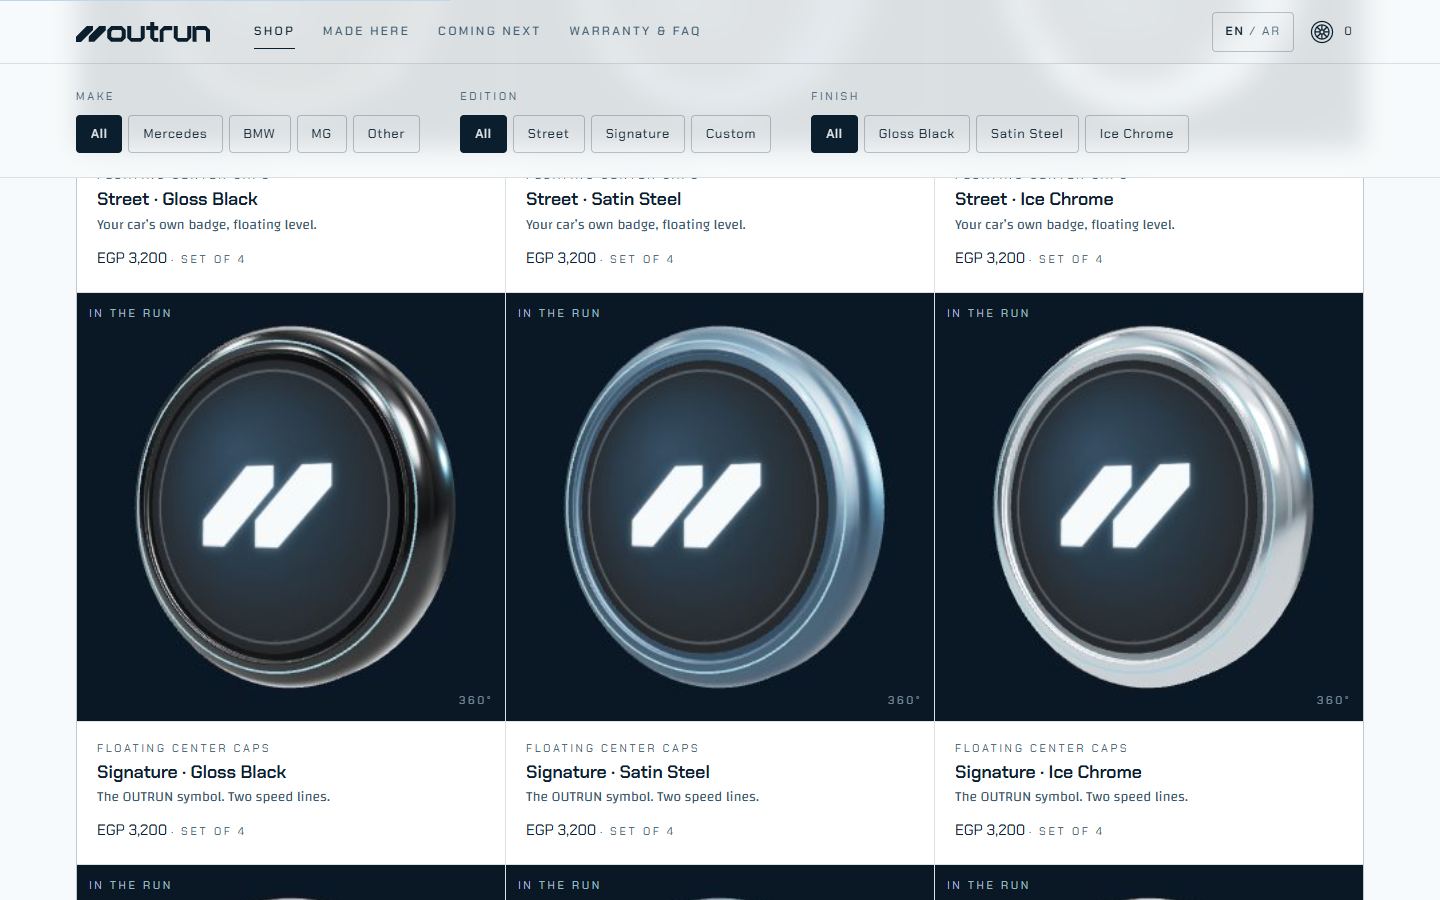 outrun SHOP MADE HERE COMING NEXT WARRANTY & FAQ EN / AR 0
MAKE EDITION FINISH
All Mercedes BMW MG Other All Street Signature Custom All Gloss Black Satin Steel Ice Chrome
Street · Gloss Black Street · Satin Steel Street · Ice Chrome
Your car's own badge, floating level. Your car's own badge, floating level. Your car's own badge, floating level.
EGP 3,200 · SET OF 4 EGP 3,200 · SET OF 4 EGP 3,200 · SET OF 4
IN THE RUN IN THE RUN IN THE RUN
360° 360° 360°
FLOATING CENTER CAPS FLOATING CENTER CAPS FLOATING CENTER CAPS
Signature · Gloss Black Signature · Satin Steel Signature · Ice Chrome
The OUTRUN symbol. Two speed lines. The OUTRUN symbol. Two speed lines. The OUTRUN symbol. Two speed lines.
EGP 3,200 · SET OF 4 EGP 3,200 · SET OF 4 EGP 3,200 · SET OF 4
IN THE RUN IN THE RUN IN THE RUN